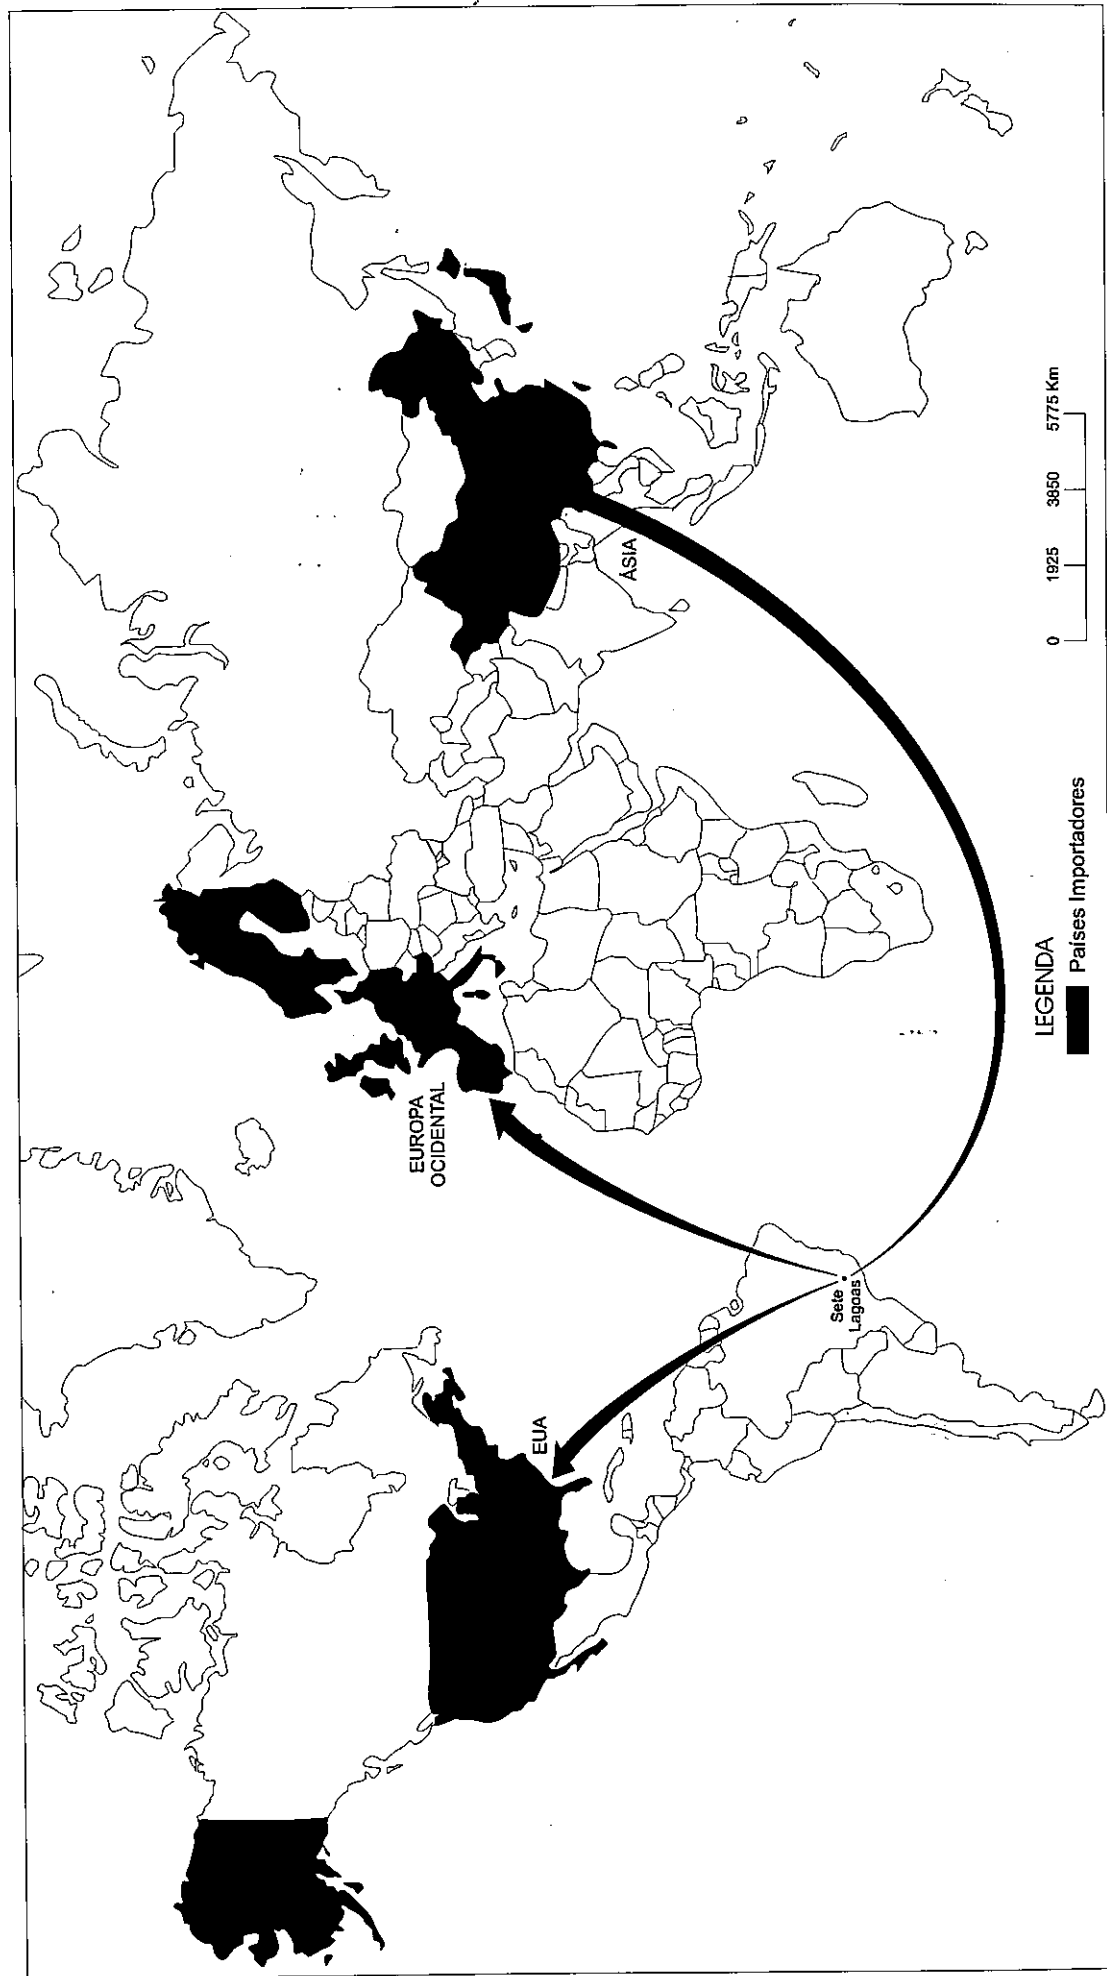 EUROPA
OCIDENTAL
EUA
ÁSIA
Sete
Lagoas
0 1925 3850 5775 Km
LEGENDA
Países Importadores